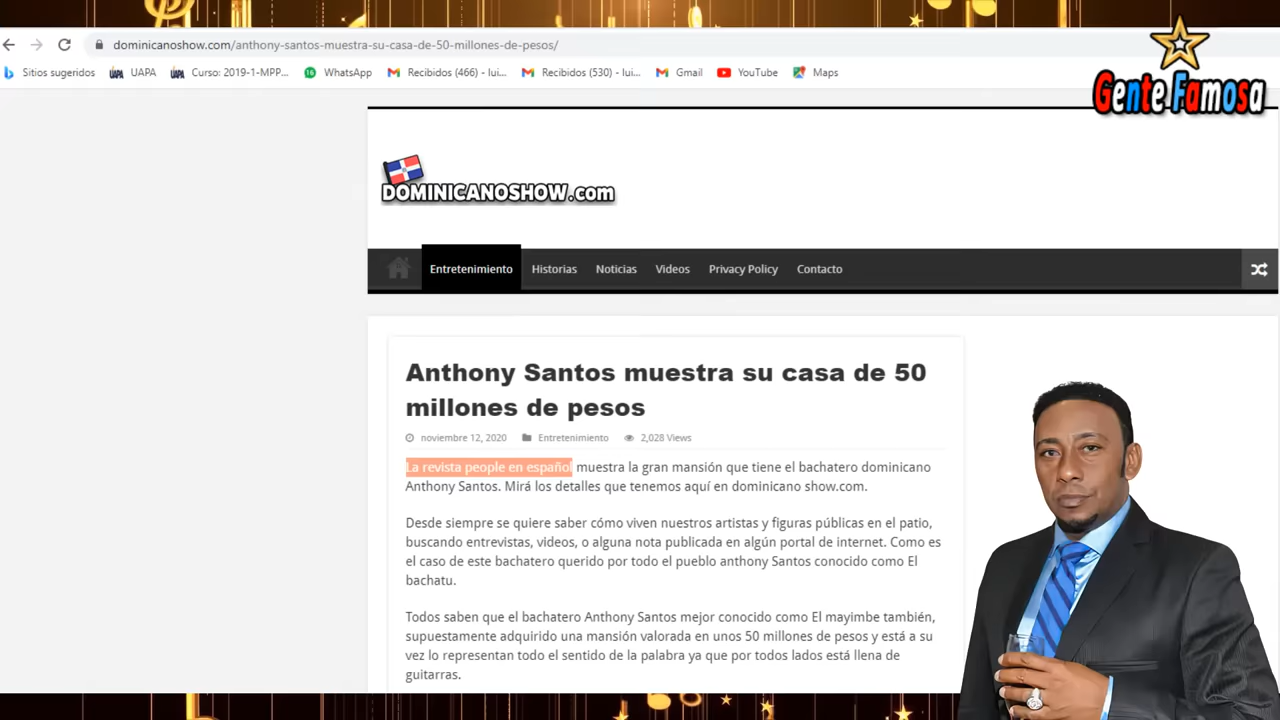 dominicanoshow.com/anthony-santos-muestra-su-casa-de-50-millones-de-pesos/
Sitios sugeridos UAPA Curso: 2019-1-MPP... WhatsApp Recibidos (466) - lui... Recibidos (530) - lui... Gmail YouTube Maps
Gente Famosa
DOMINICANOSHOW.com
Entretenimiento Historias Noticias Videos Privacy Policy Contacto
Anthony Santos muestra su casa de 50
millones de pesos
noviembre 12, 2020 Entretenimiento 2,028 Views
La revista people en español muestra la gran mansión que tiene el bachatero dominicano
Anthony Santos. Mirá los detalles que tenemos aquí en dominicano show.com.
Desde siempre se quiere saber cómo viven nuestros artistas y figuras públicas en el patio,
buscando entrevistas, videos, o alguna nota publicada en algún portal de internet. Como es
el caso de este bachatero querido por todo el pueblo anthony Santos conocido como El
bachatu.
Todos saben que el bachatero Anthony Santos mejor conocido como El mayimbe también,
supuestamente adquirido una mansión valorada en unos 50 millones de pesos y está a su
vez lo representan todo el sentido de la palabra ya que por todos lados está llena de
guitarras.